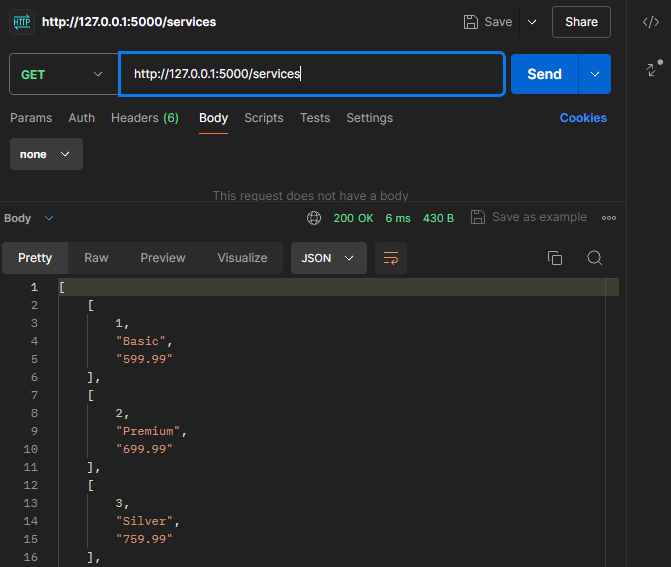 HTTP http://127.0.0.1:5000/services Save Share </>
GET http://127.0.0.1:5000/services Send
Params Auth Headers (6) Body Scripts Tests Settings Cookies
none
This request does not have a body
Body 200 OK 6 ms 430 B Save as example
Pretty Raw Preview Visualize JSON
1 [
2 [
3 1,
4 "Basic",
5 "599.99"
6 ],
7 [
8 2,
9 "Premium",
10 "699.99"
11 ],
12 [
13 3,
14 "Silver",
15 "759.99"
16 ],